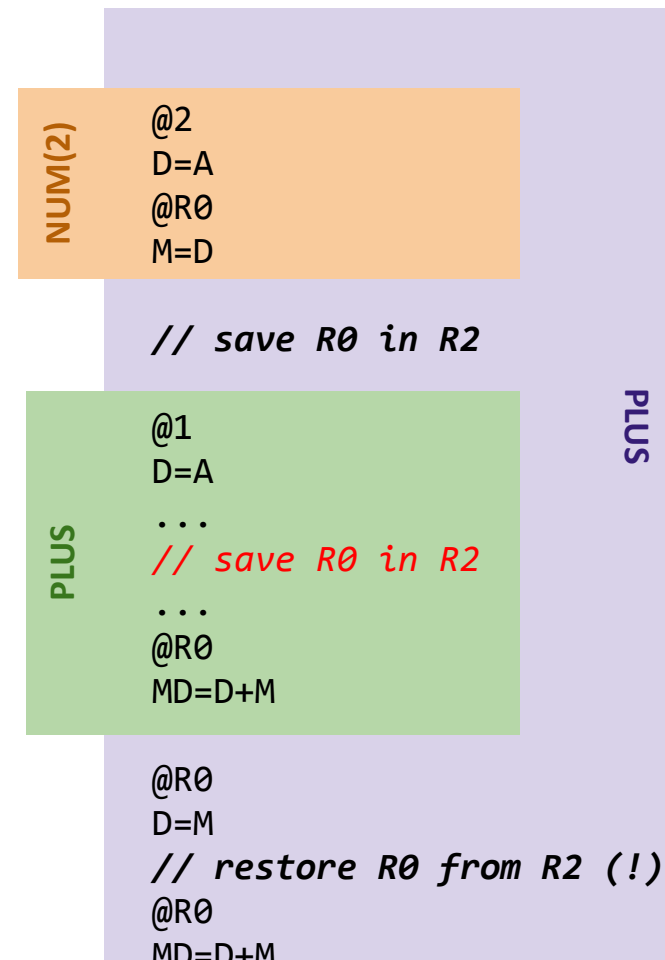 NUM(2)
@2
D=A
@R0
M=D
// save R0 in R2
PLUS
PLUS
@1
D=A
...
// save R0 in R2
...
@R0
MD=D+M
@R0
D=M
// restore R0 from R2 (!)
@R0
MD=D+M